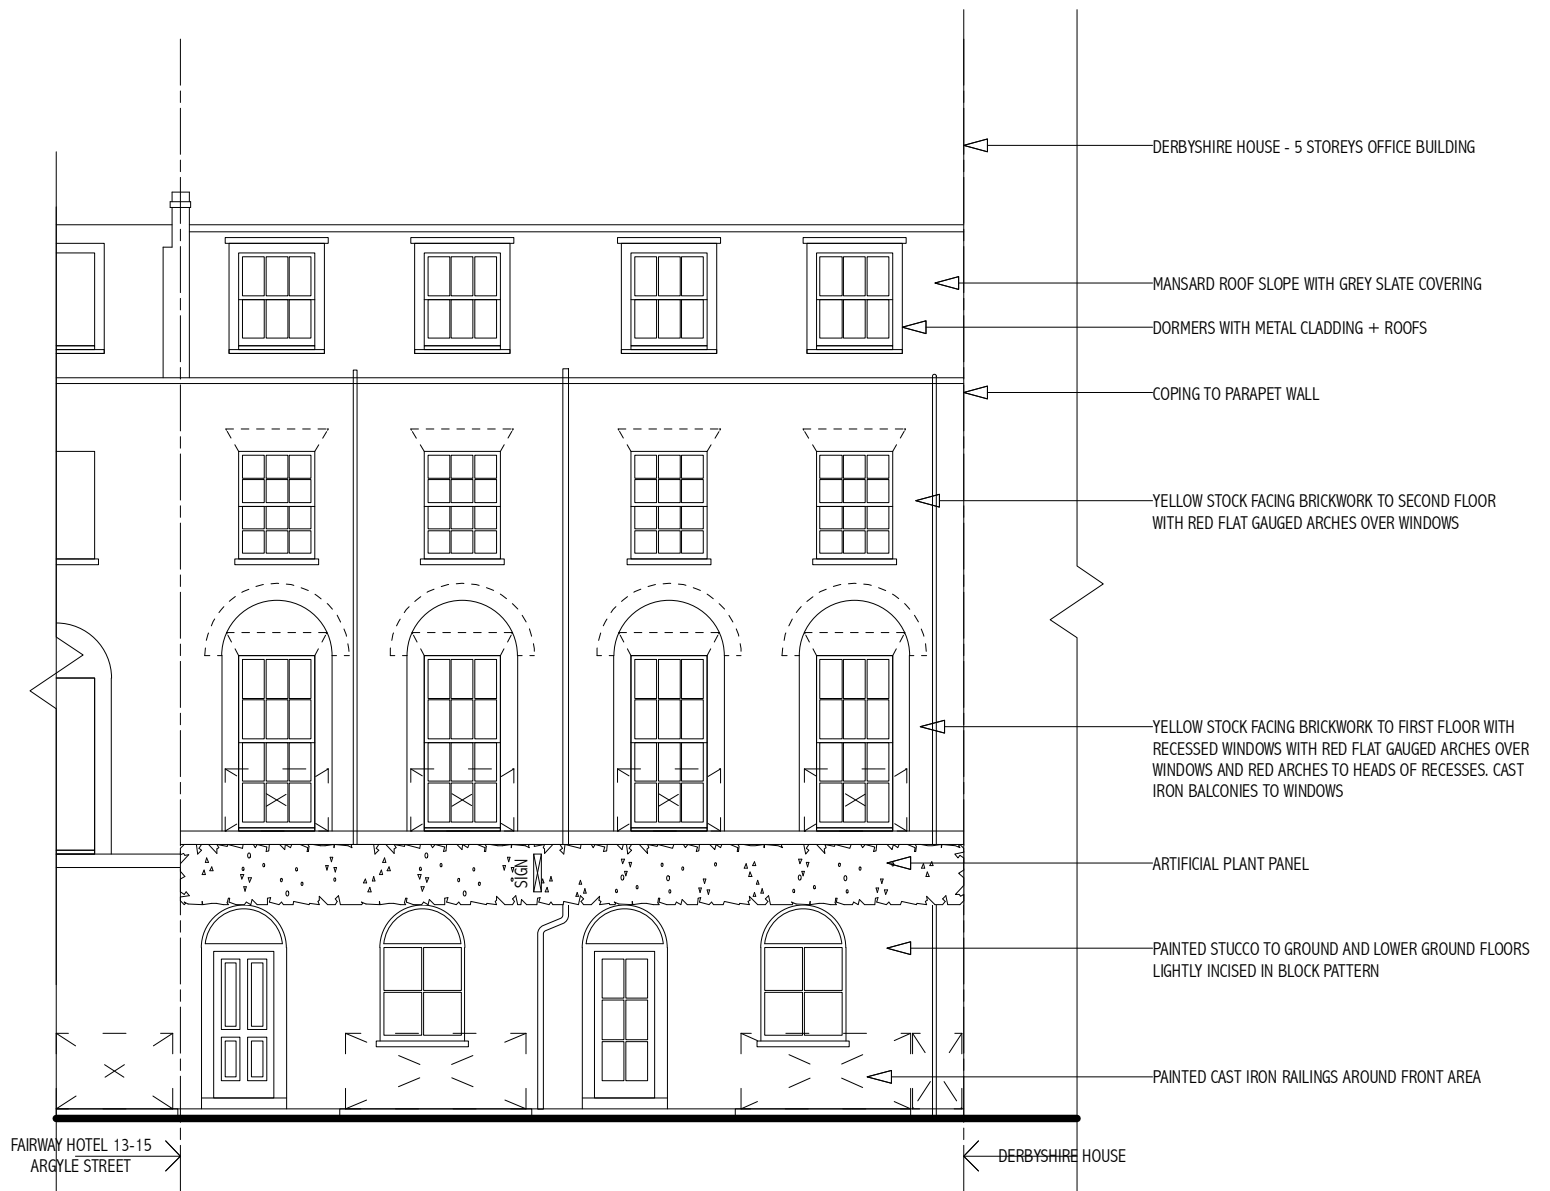 DERBYSHIRE HOUSE - 5 STOREYS OFFICE BUILDING
MANSARD ROOF SLOPE WITH GREY SLATE COVERING
DORMERS WITH METAL CLADDING + ROOFS
COPING TO PARAPET WALL
YELLOW STOCK FACING BRICKWORK TO SECOND FLOOR
WITH RED FLAT GAUGED ARCHES OVER WINDOWS
YELLOW STOCK FACING BRICKWORK TO FIRST FLOOR WITH
RECESSED WINDOWS WITH RED FLAT GAUGED ARCHES OVER
WINDOWS AND RED ARCHES TO HEADS OF RECESSES. CAST
IRON BALCONIES TO WINDOWS
SIGN
ARTIFICIAL PLANT PANEL
PAINTED STUCCO TO GROUND AND LOWER GROUND FLOORS
LIGHTLY INCISED IN BLOCK PATTERN
PAINTED CAST IRON RAILINGS AROUND FRONT AREA
FAIRWAY HOTEL 13-15
ARGYLE STREET
DERBYSHIRE HOUSE